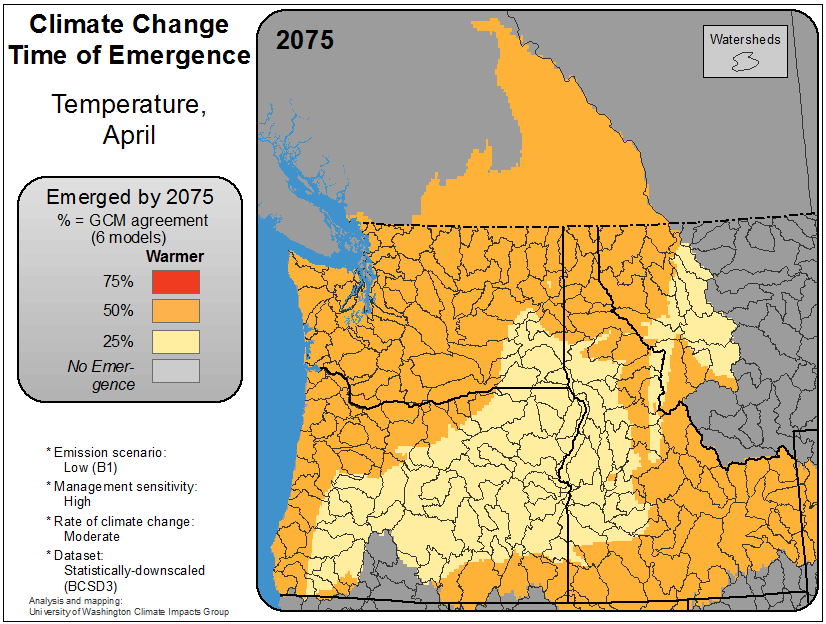 Climate Change
Time of Emergence
Temperature,
April
Emerged by 2075
% = GCM agreement
(6 models)
Warmer
75%
50%
25%
No Emer-
gence
* Emission scenario:
Low (B1)
* Management sensitivity:
High
* Rate of climate change:
Moderate
* Dataset:
Statistically-downscaled
(BCSD3)
Analysis and mapping:
University of Washington Climate Impacts Group
2075
Watersheds